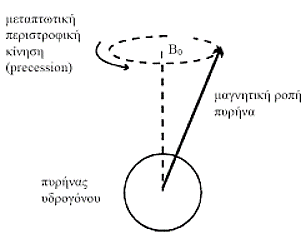 μεταπτωτική
περιστροφική
κίνηση
(precession)
B₀
μαγνητική ροπή
πυρήνα
πυρήνας
υδρογόνου